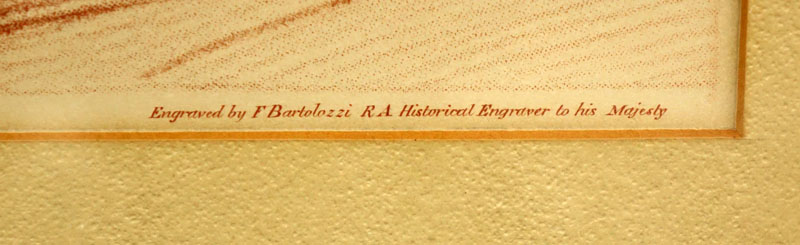 Engraved by F Bartolozzi R A Historical Engraver to his Majesty